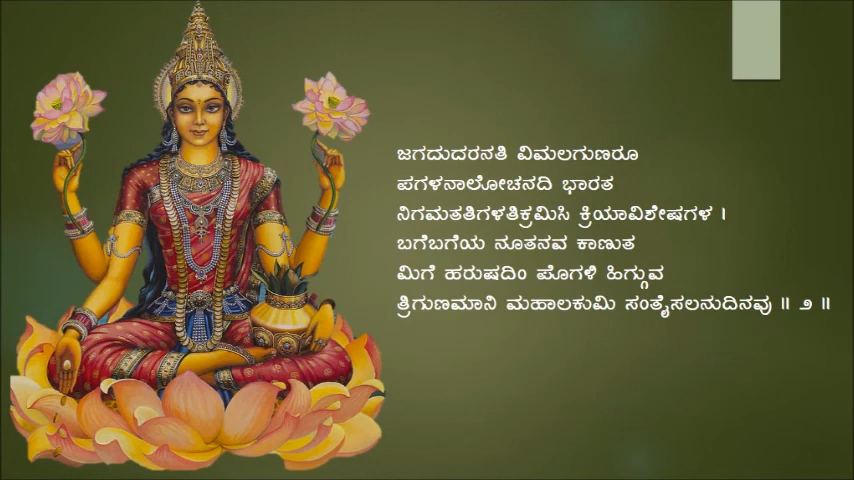 ಜಗದುದರನತಿ ವಿಮಲಗುಣರೂ
ಪಗಳನಾಲೋಚನದಿ ಭಾರತ
ನಿಗಮತತಿಗಳತಿಕ್ರಮಿಸಿ ಕ್ರಿಯಾವಿಶೇಷಗಳ ।
ಬಗೆಬಗೆಯ ನೂತನವ ಕಾಣುತ
ಮಿಗೆ ಹರುಷದಿಂ ಪೊಗಳಿ ಹಿಗ್ಗುವ
ತ್ರಿಗುಣಮಾನಿ ಮಹಾಲಕುಮಿ ಸಂತೈಸಲನುದಿನವು ॥ ೨ ॥